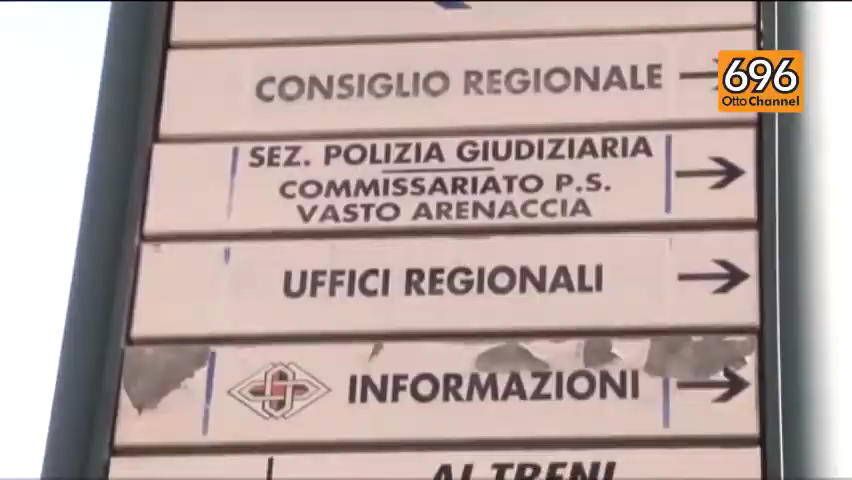 CONSIGLIO REGIONALE
696
Otto Channel
SEZ. POLIZIA GIUDIZIARIA
COMMISSARIATO P.S.
VASTO ARENACCIA
UFFICI REGIONALI
INFORMAZIONI
AI TRENI